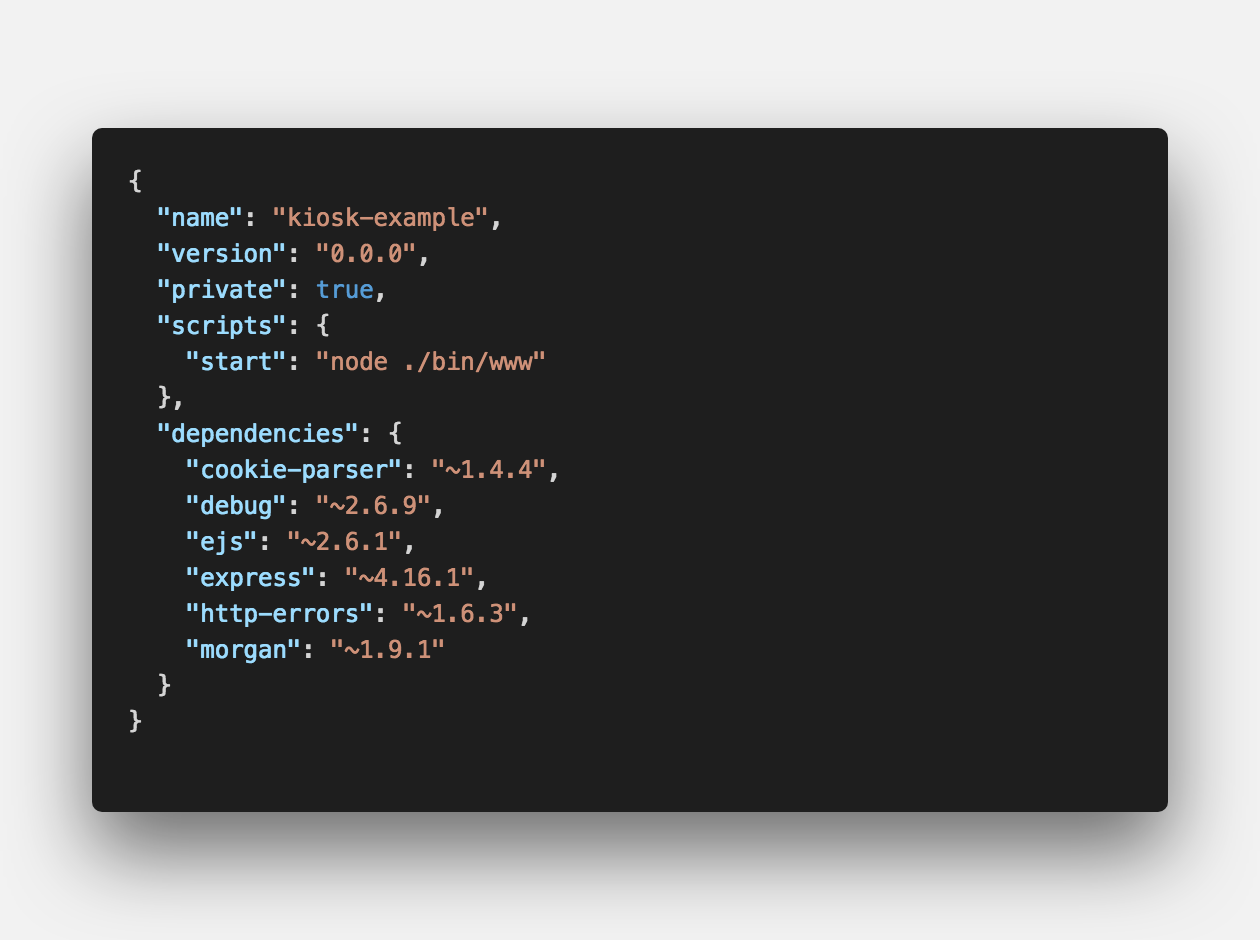 {
  "name": "kiosk-example",
  "version": "0.0.0",
  "private": true,
  "scripts": {
    "start": "node ./bin/www"
  },
  "dependencies": {
    "cookie-parser": "~1.4.4",
    "debug": "~2.6.9",
    "ejs": "~2.6.1",
    "express": "~4.16.1",
    "http-errors": "~1.6.3",
    "morgan": "~1.9.1"
  }
}